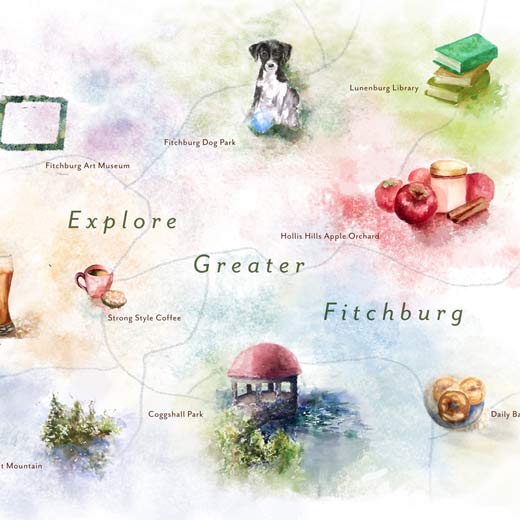 Lunenburg Library
Fitchburg Dog Park
Fitchburg Art Museum
Explore
Hollis Hills Apple Orchard
Greater
Fitchburg
Strong Style Coffee
Coggshall Park
Daily Ba
t Mountain